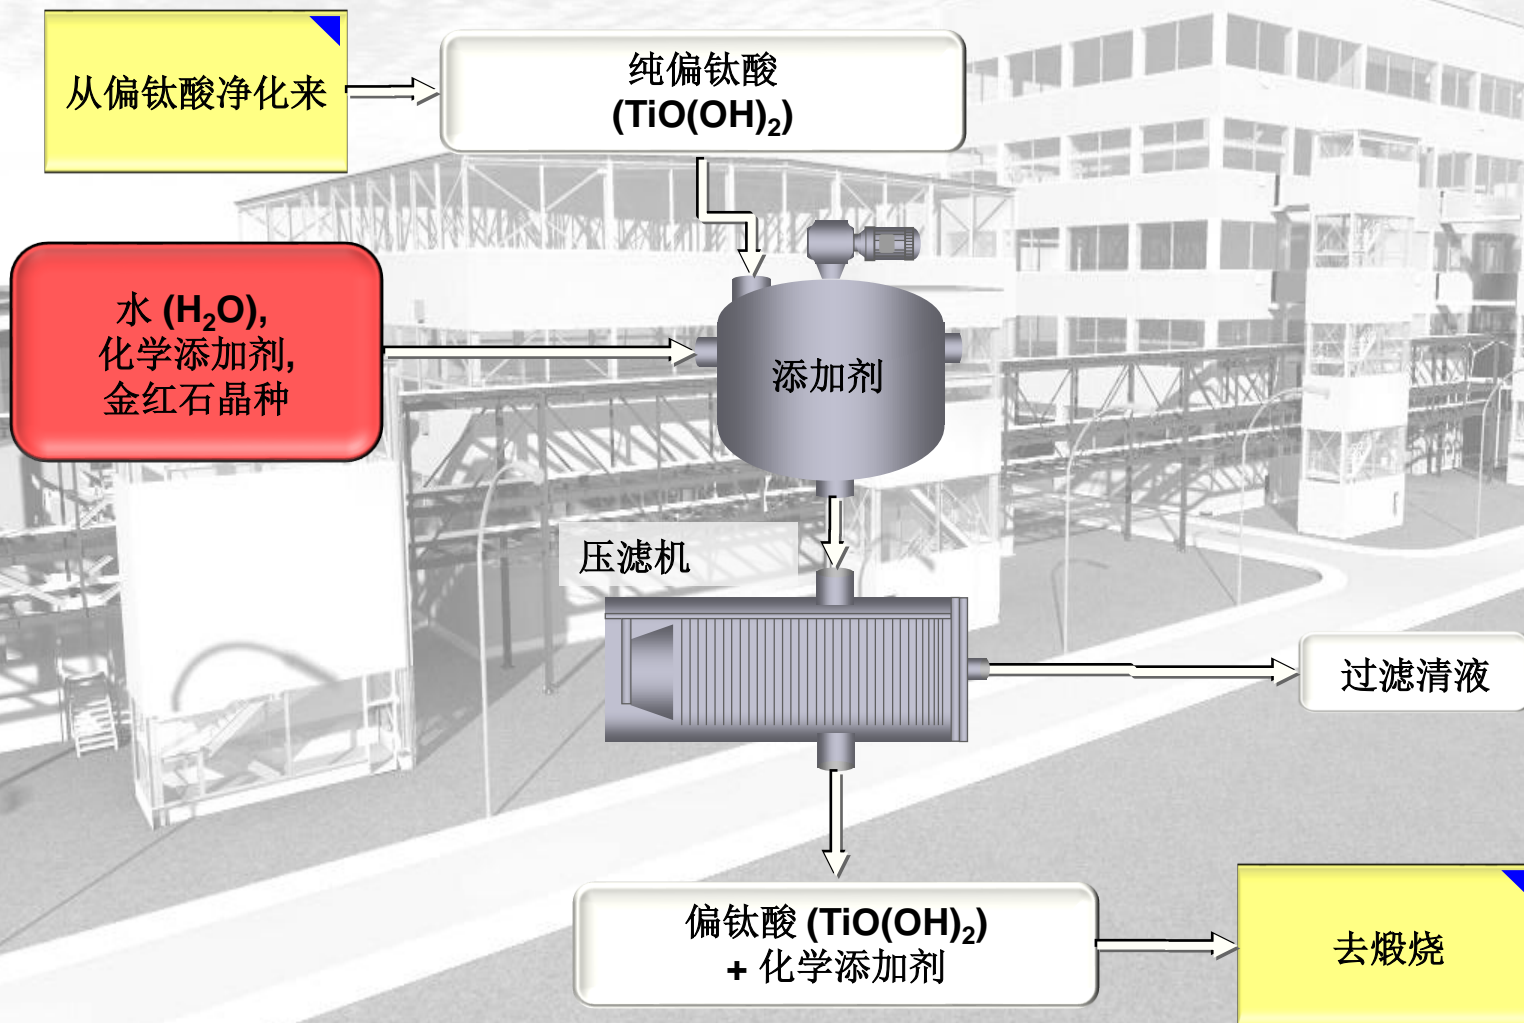 从偏钛酸净化来
纯偏钛酸
(TiO(OH)₂)
水 (H₂O),
化学添加剂,
金红石晶种
添加剂
压滤机
过滤清液
偏钛酸 (TiO(OH)₂)
+ 化学添加剂
去煅烧